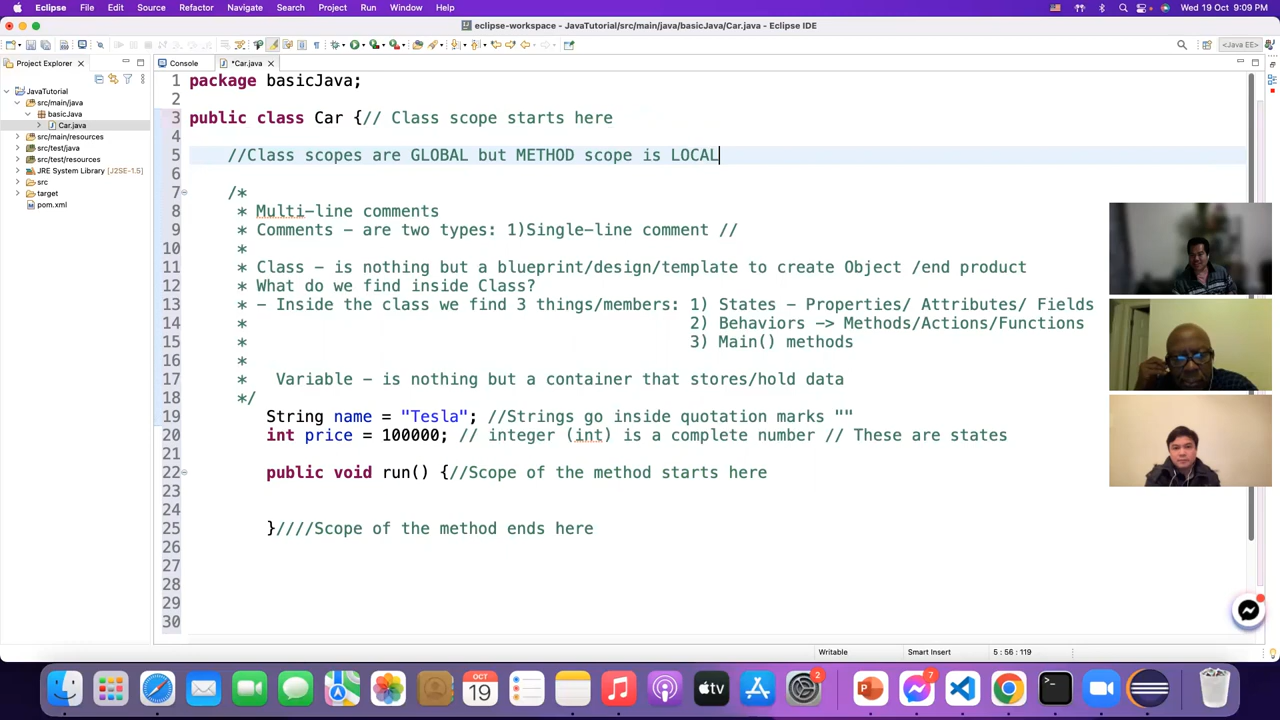 Eclipse File Edit Source Refactor Navigate Search Project Run Window Help Wed 19 Oct 9:09 PM
eclipse-workspace - JavaTutorial/src/main/java/basicJava/Car.java - Eclipse IDE
<Java EE>
Project Explorer
Console
*Car.java
JavaTutorial
src/main/java
basicJava
Car.java
src/main/resources
src/test/java
src/test/resources
JRE System Library [J2SE-1.5]
src
target
pom.xml
1 package basicJava;
2
3 public class Car {// Class scope starts here
4
5 //Class scopes are GLOBAL but METHOD scope is LOCAL
6
7 /*
8 * Multi-line comments
9 * Comments - are two types: 1)Single-line comment //
10 *
11 * Class - is nothing but a blueprint/design/template to create Object /end product
12 * What do we find inside Class?
13 * - Inside the class we find 3 things/members: 1) States - Properties/ Attributes/ Fields
14 * 2) Behaviors -> Methods/Actions/Functions
15 * 3) Main() methods
16 *
17 * Variable - is nothing but a container that stores/hold data
18 */
19 String name = "Tesla"; //Strings go inside quotation marks ""
20 int price = 100000; // integer (int) is a complete number // These are states
21
22 public void run() {//Scope of the method starts here
23
24
25 }////Scope of the method ends here
26
27
28
29
30
Writable Smart Insert 5 : 56 : 119
OCT
19
tv
2
7